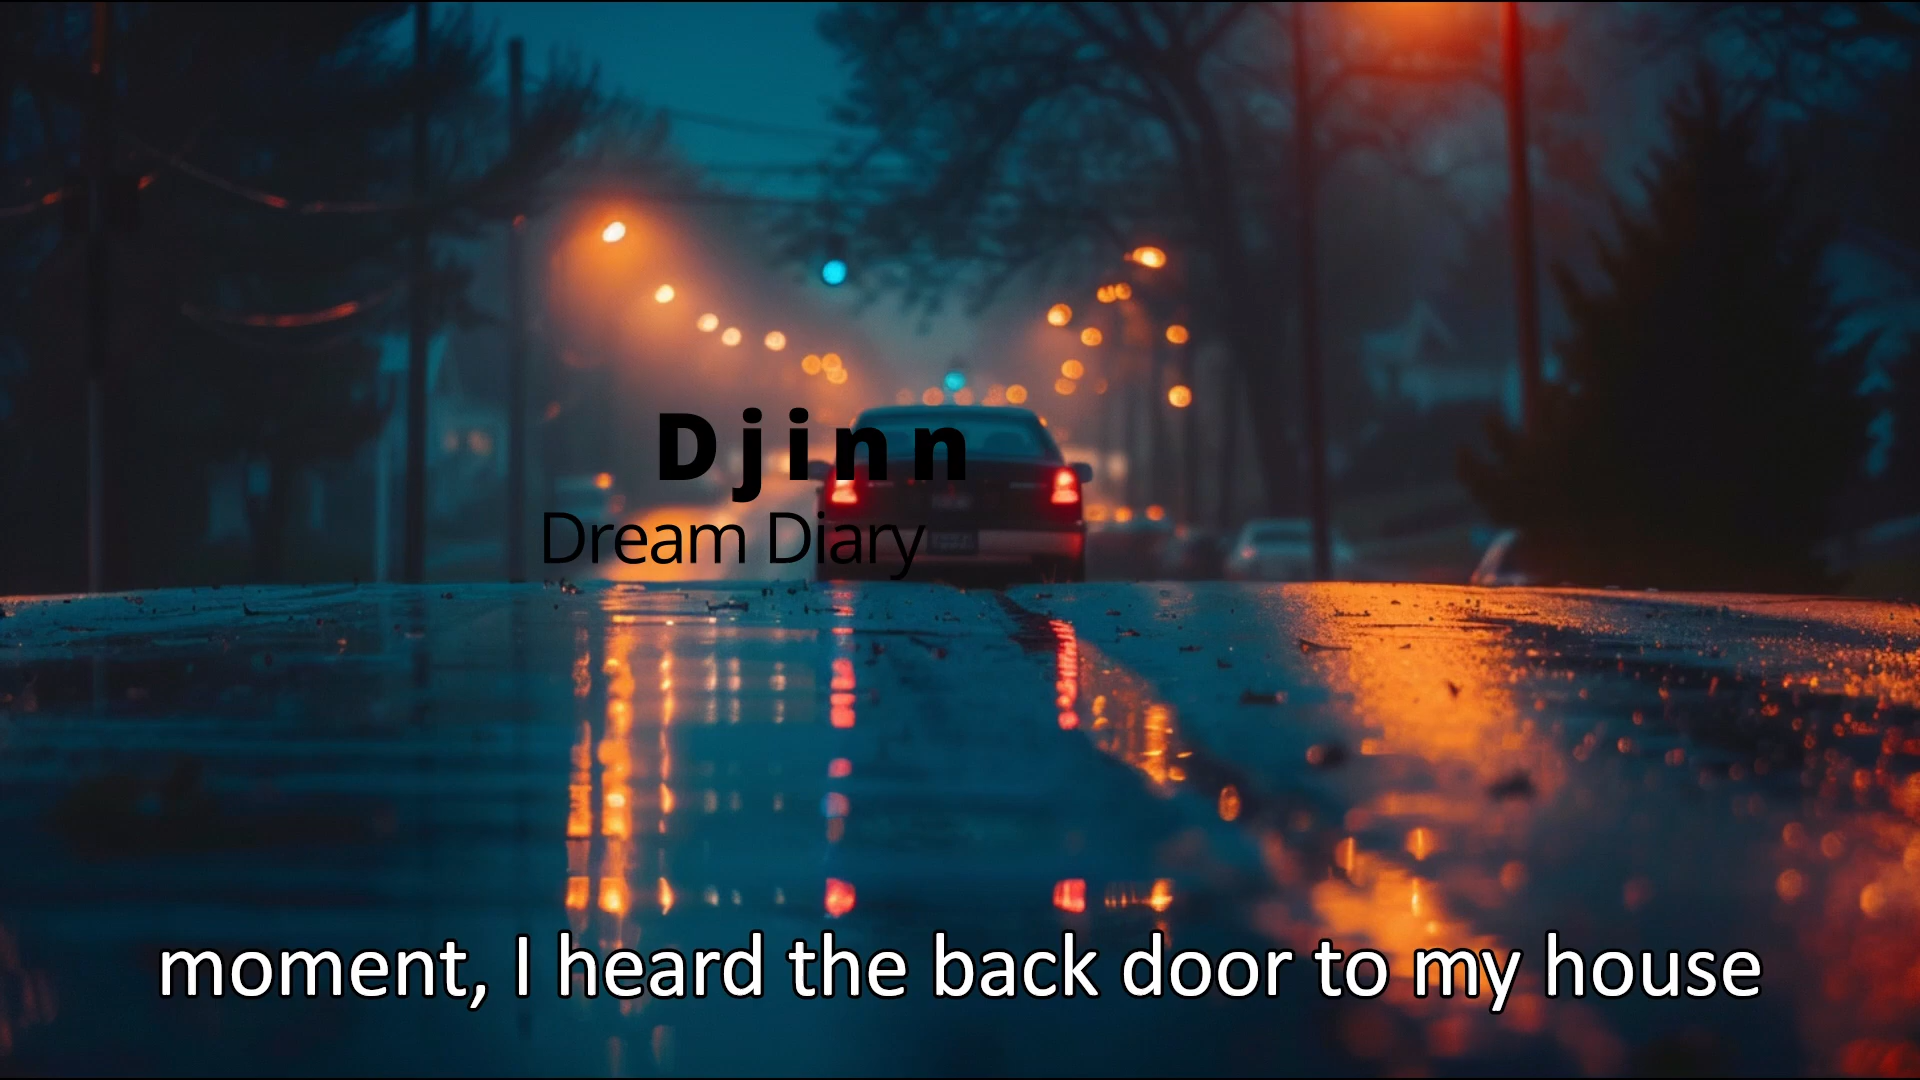 Djinn
Dream Diary
moment, I heard the back door to my house